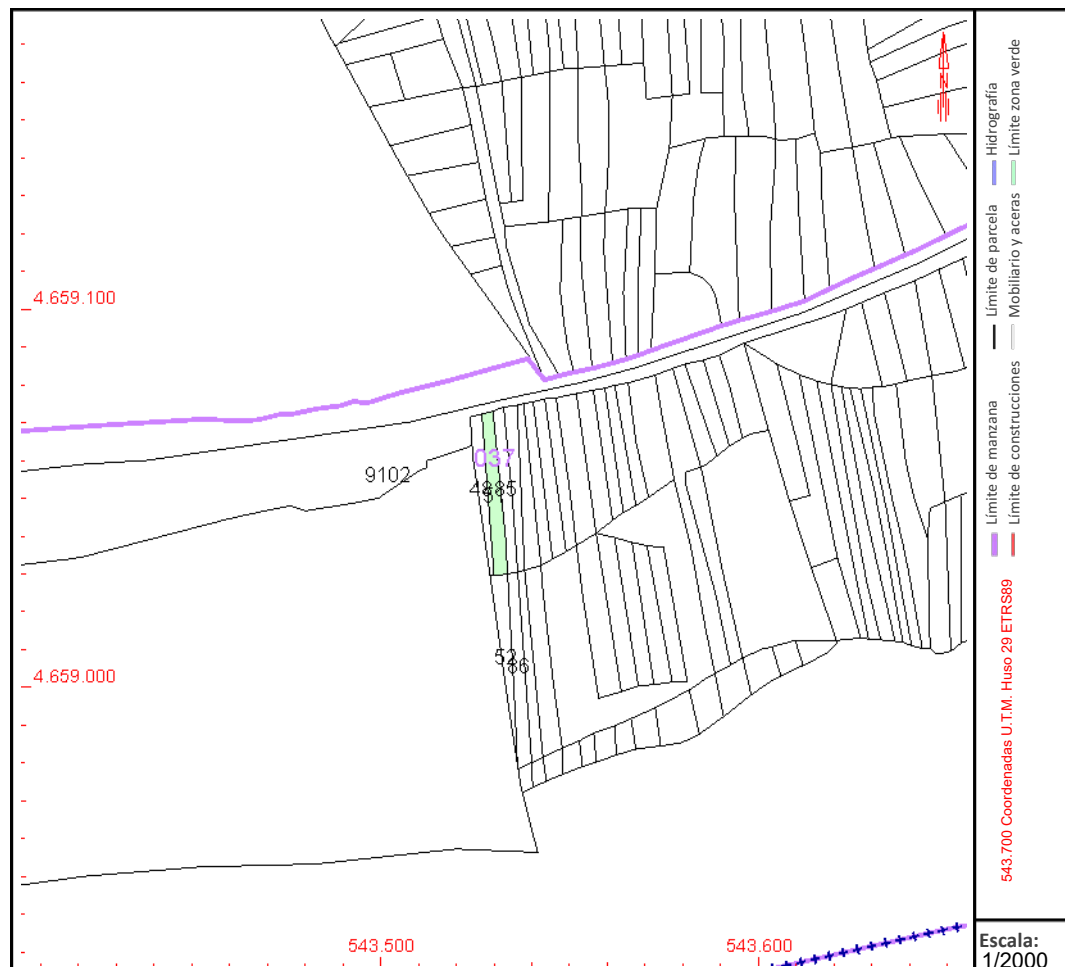 4.659.100
037
9102
4.659.000
86
543.500
543.600
N
Límite de manzana
Límite de parcela
Hidrografía
Límite de construcciones
Mobiliario y aceras
Límite zona verde
543.700 Coordenadas U.T.M. Huso 29 ETRS89
Escala:
1/2000